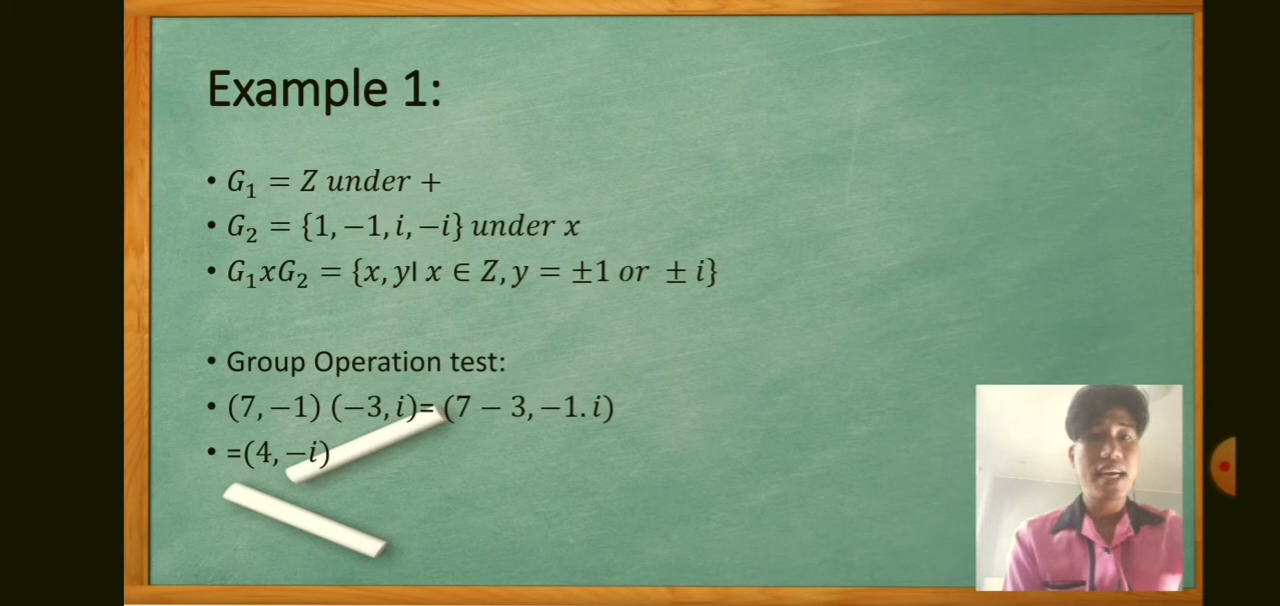 Example 1:
• G₁ = Z under +
• G₂ = {1, −1, i, −i} under x
• G₁xG₂ = {x, y| x ∈ Z, y = ±1 or ± i}
• Group Operation test:
• (7, −1) (−3, i)= (7 − 3, −1. i)
• =(4, −i)